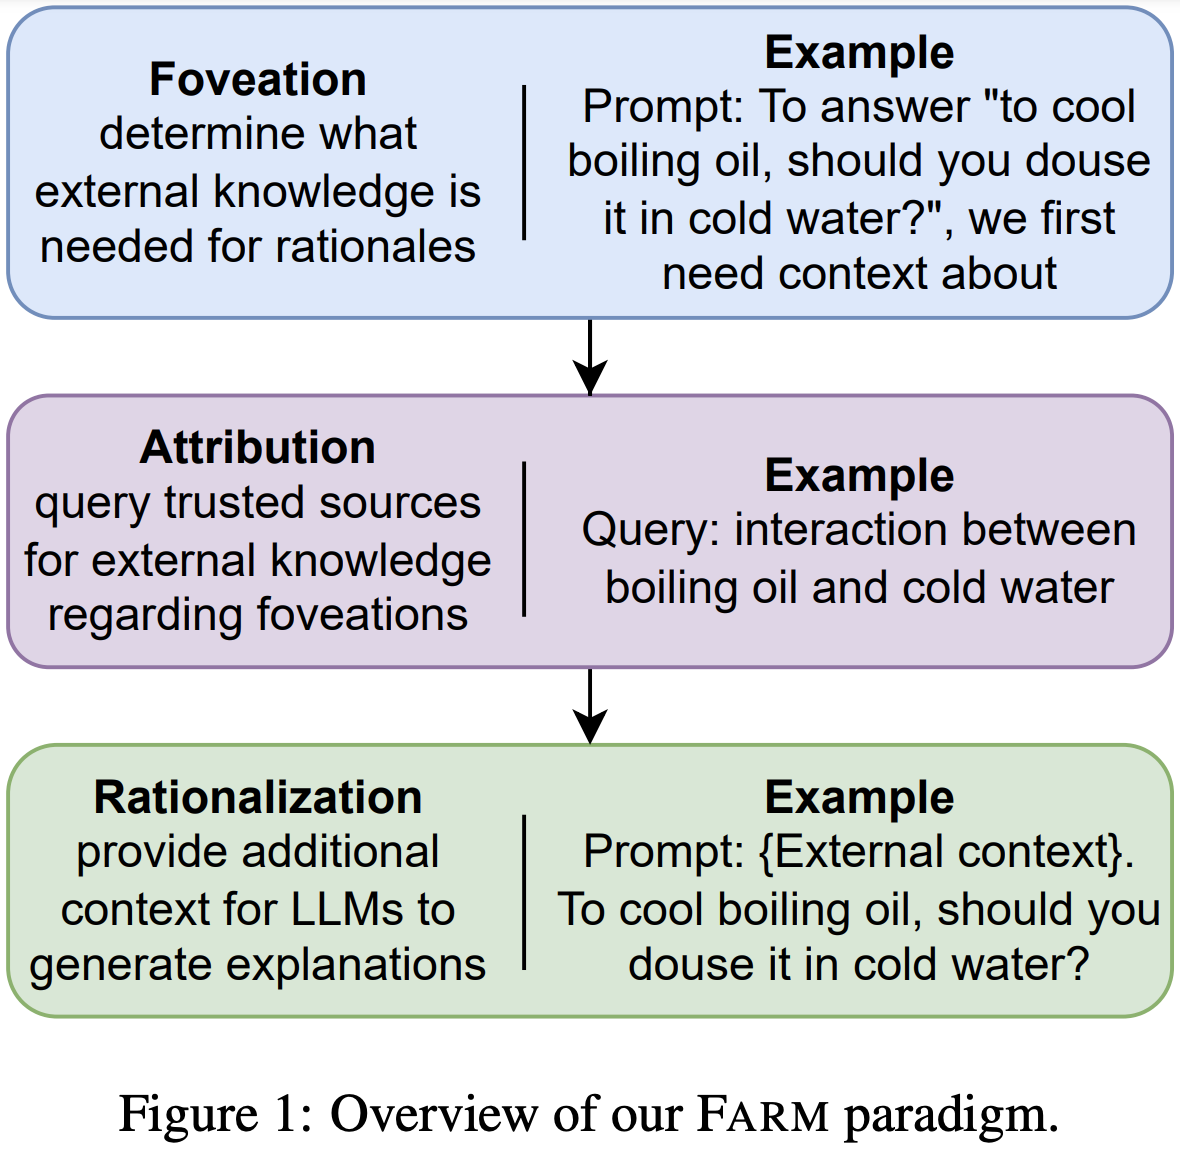 Foveation
determine what
external knowledge is
needed for rationales
Example
Prompt: To answer "to cool
boiling oil, should you douse
it in cold water?", we first
need context about
Attribution
query trusted sources
for external knowledge
regarding foveations
Example
Query: interaction between
boiling oil and cold water
Rationalization
provide additional
context for LLMs to
generate explanations
Example
Prompt: {External context}.
To cool boiling oil, should you
douse it in cold water?
Figure 1: Overview of our FARM paradigm.